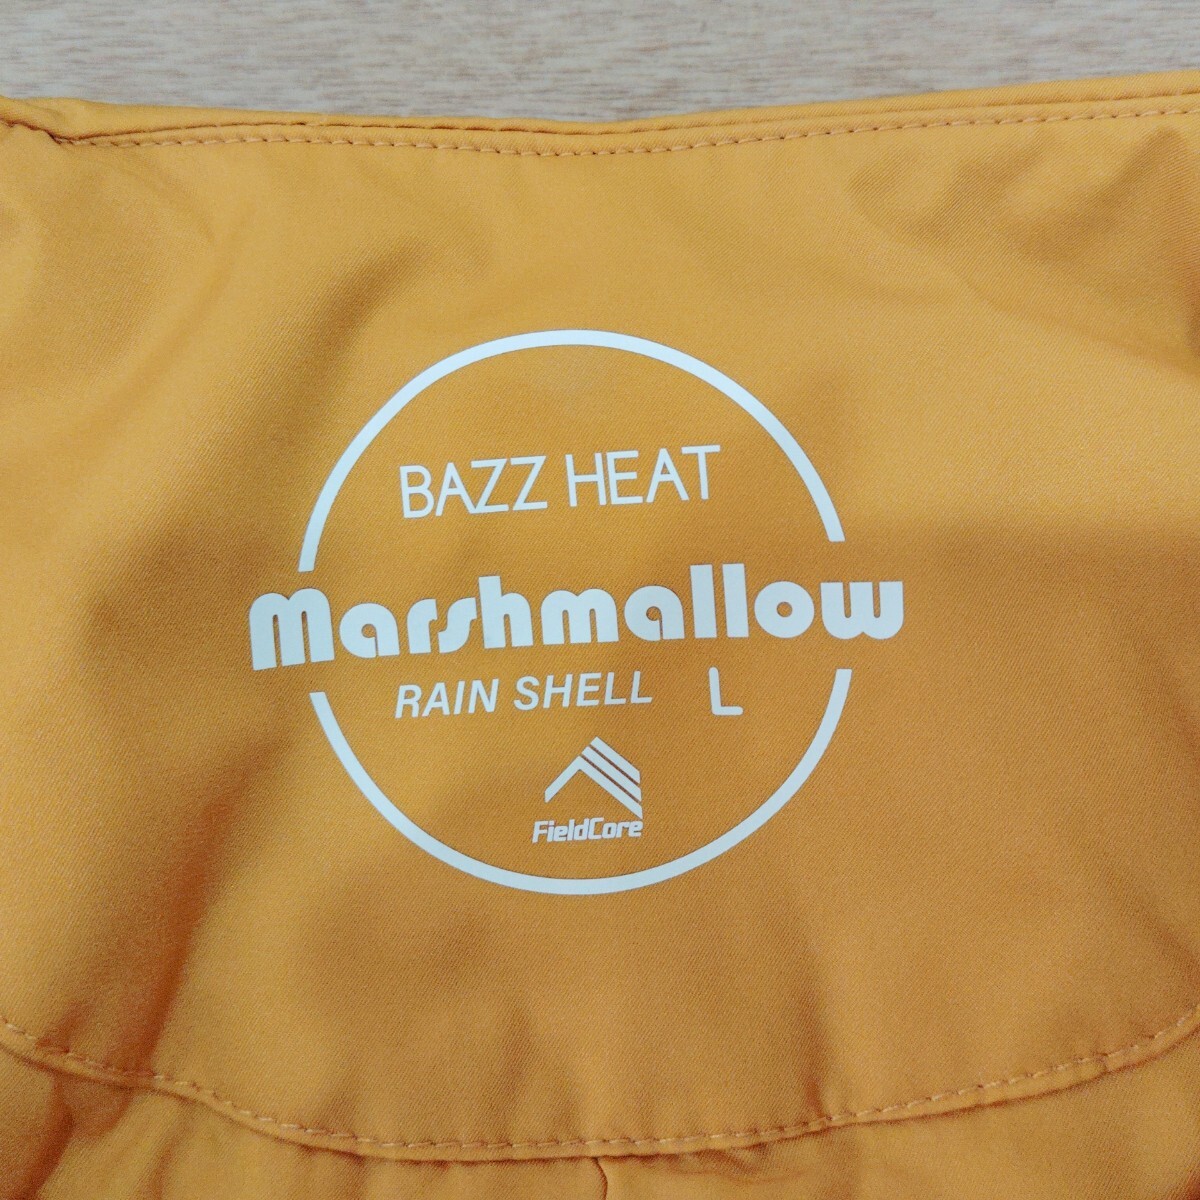 BAZZ HEAT
Marshmallow
RAIN SHELL L
FieldCore